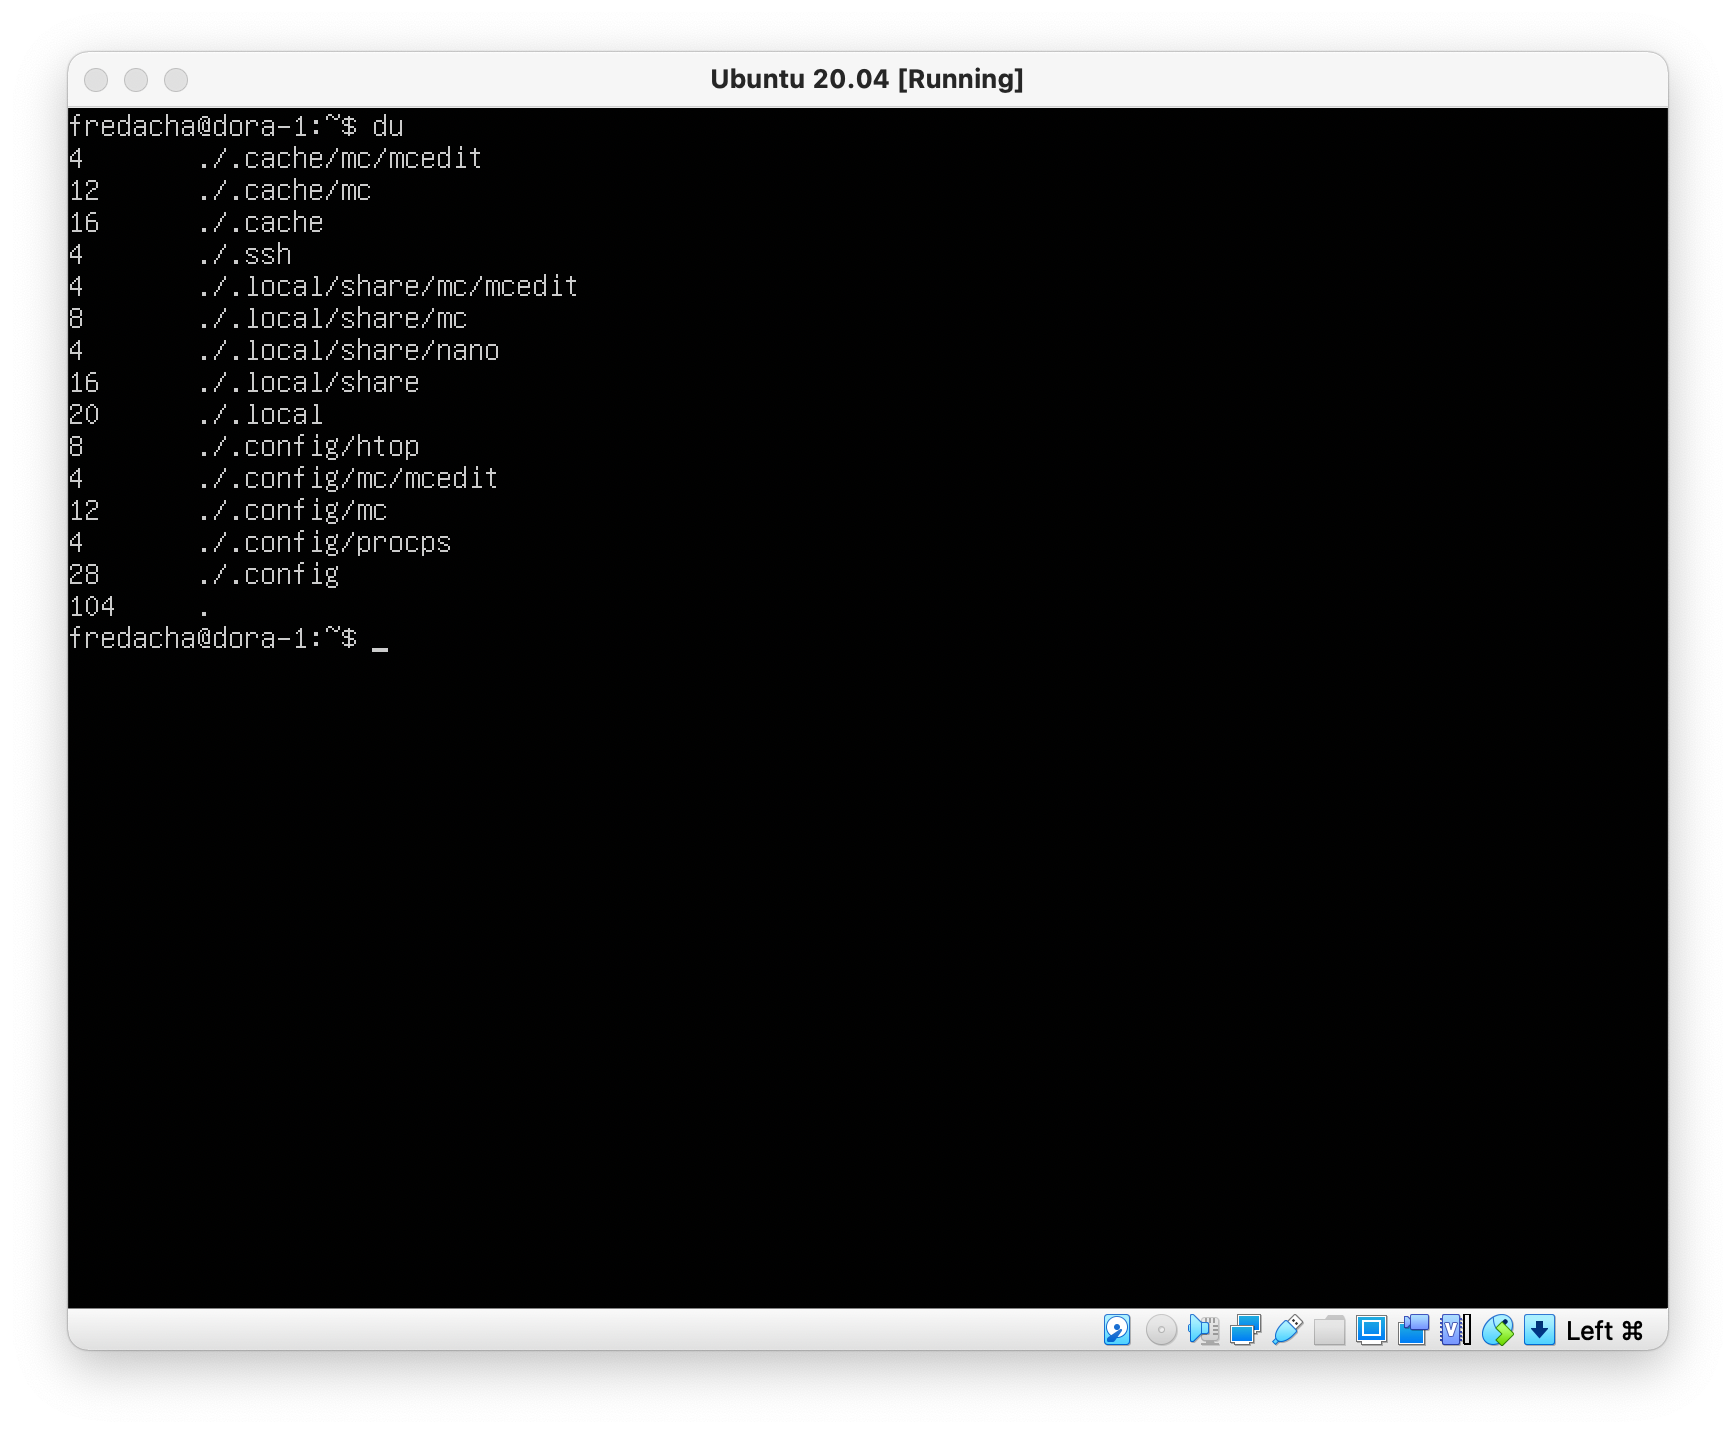 Ubuntu 20.04 [Running]
fredacha@dora-1:~$ du
4 ./.cache/mc/mcedit
12 ./.cache/mc
16 ./.cache
4 ./.ssh
4 ./.local/share/mc/mcedit
8 ./.local/share/mc
4 ./.local/share/nano
16 ./.local/share
20 ./.local
8 ./.config/htop
4 ./.config/mc/mcedit
12 ./.config/mc
4 ./.config/procps
28 ./.config
104 .
fredacha@dora-1:~$ _
Left ⌘